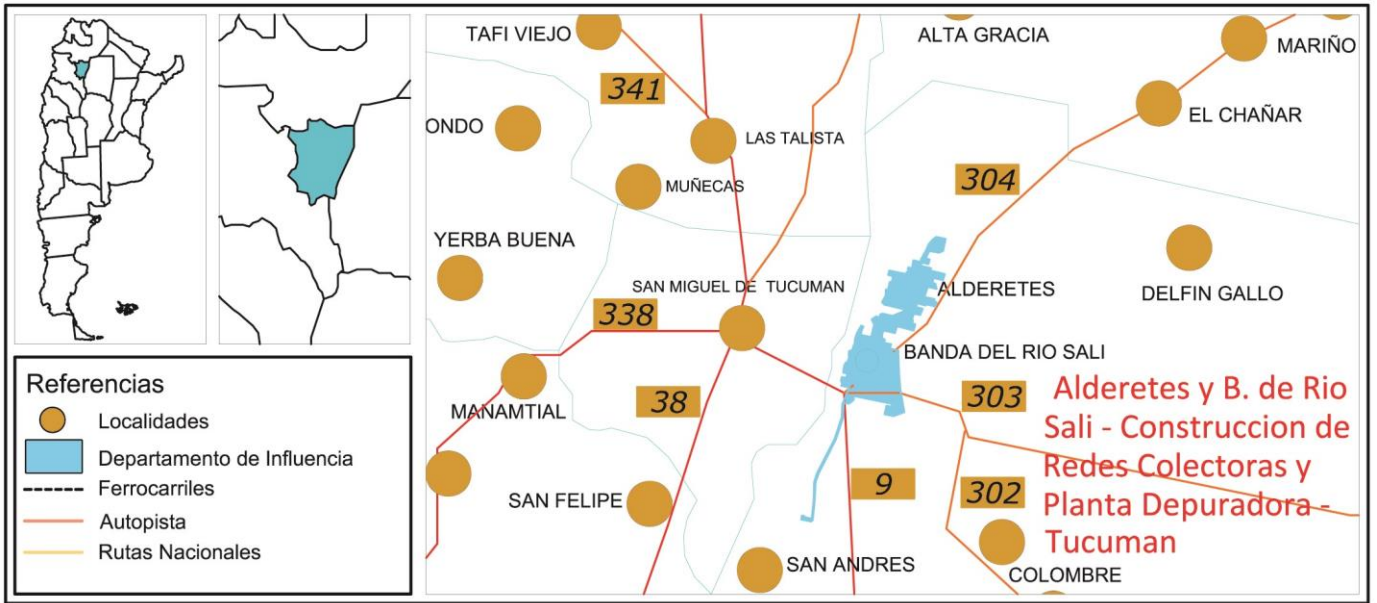 TAFI VIEJO
ALTA GRACIA
MARIÑO
341
ONDO
LAS TALISTA
EL CHAÑAR
MUÑECAS
304
YERBA BUENA
SAN MIGUEL DE TUCUMAN
ALDERETES
DELFIN GALLO
338
BANDA DEL RIO SALI
MAÑAMTIAL
38
303
Alderetes y B. de Rio
Sali - Construccion de
Redes Colectoras y
Planta Depuradora -
Tucuman
9
302
SAN FELIPE
SAN ANDRES
COLOMBRE
Referencias
Localidades
Departamento de Influencia
Ferrocarriles
Autopista
Rutas Nacionales